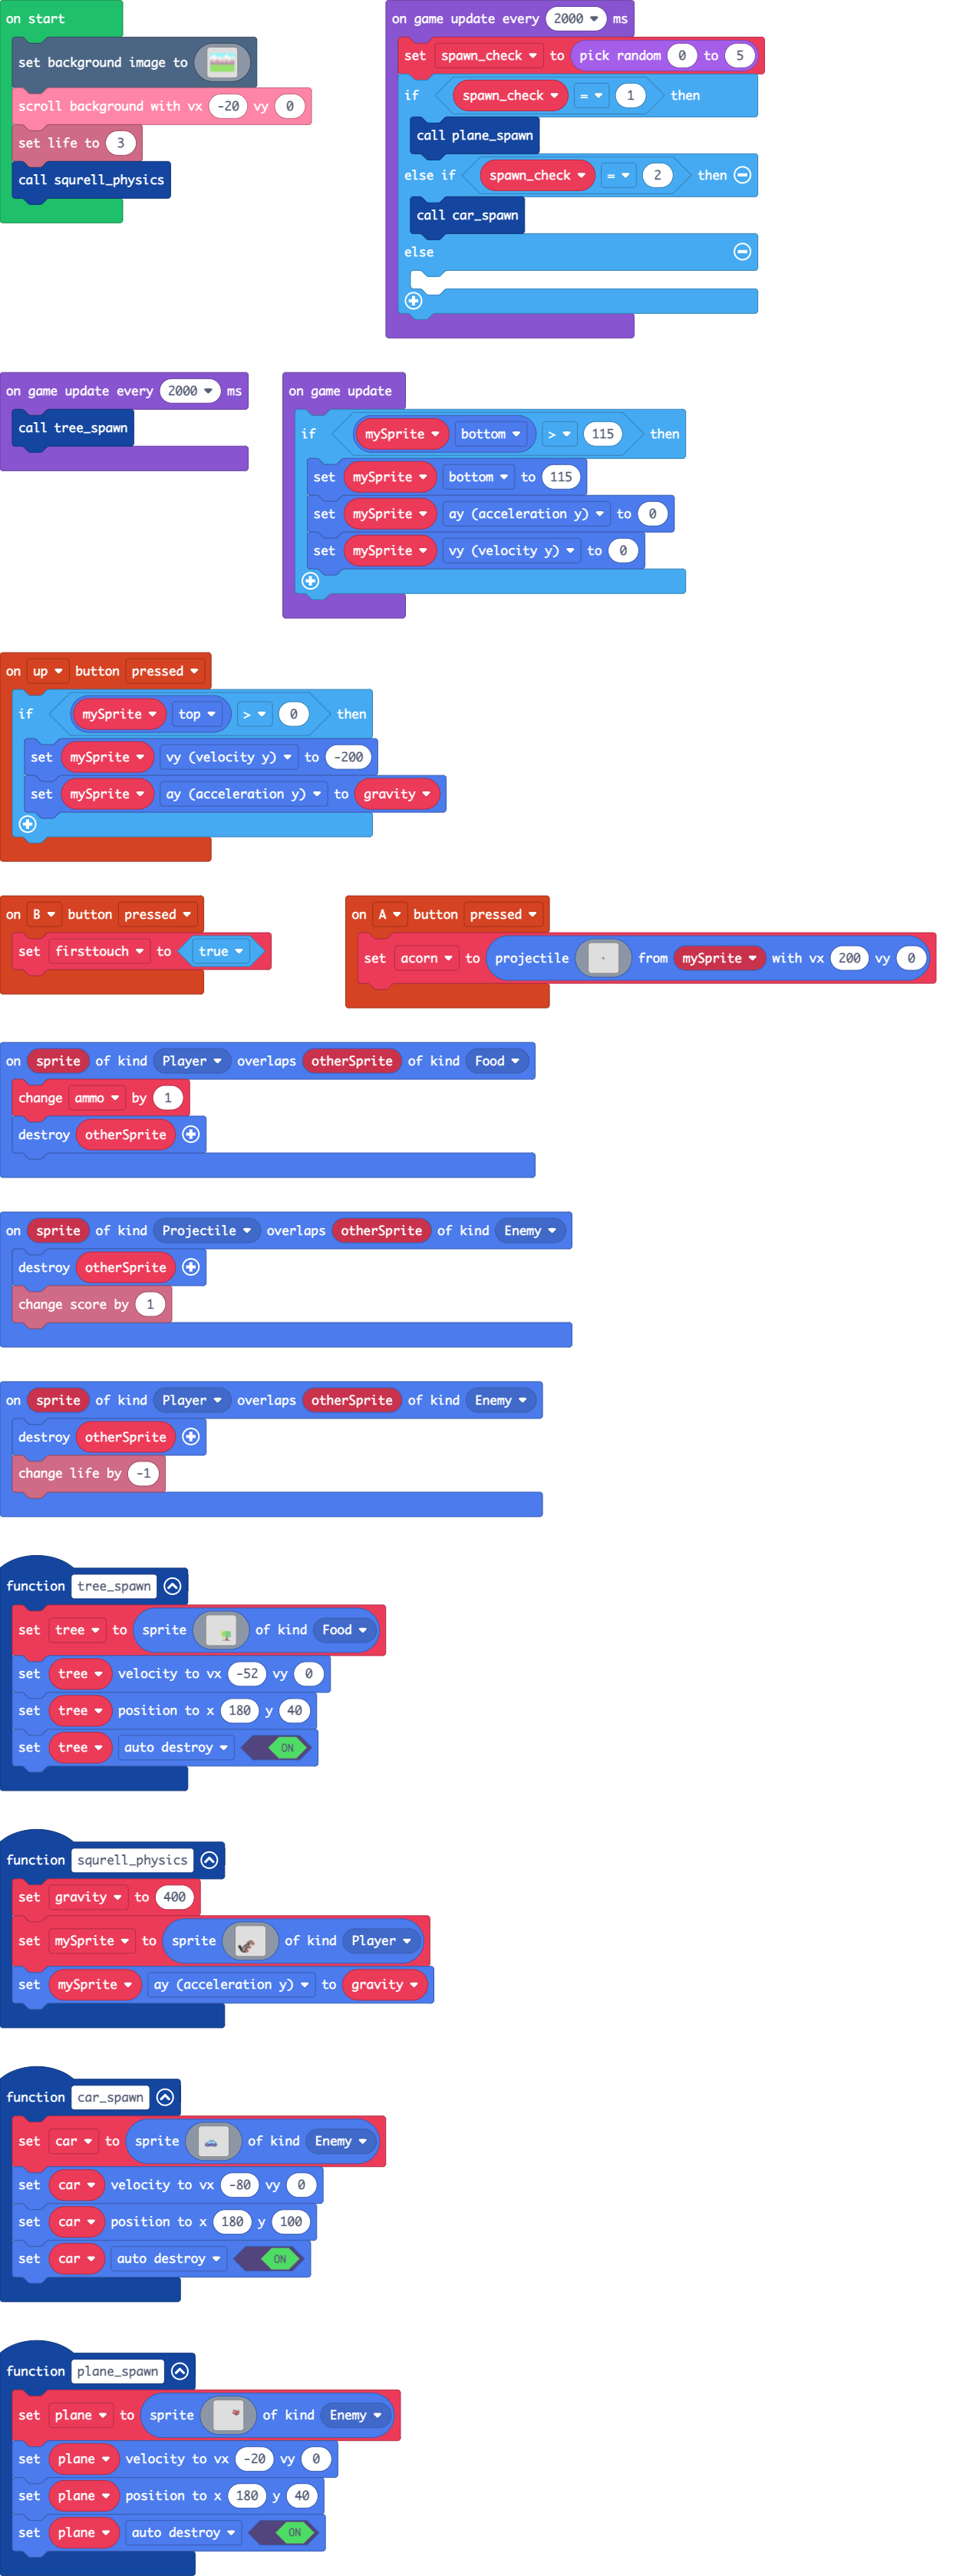 on start
set background image to
scroll background with vx -20 vy 0
set life to 3
call squrell_physics
on game update every 2000 ms
set spawn_check to pick random 0 to 5
if spawn_check = 1 then
call plane_spawn
else if spawn_check = 2 then
call car_spawn
else
on game update every 2000 ms
call tree_spawn
on game update
if mySprite bottom > 115 then
set mySprite bottom to 115
set mySprite ay (acceleration y) to 0
set mySprite vy (velocity y) to 0
on up button pressed
if mySprite top > 0 then
set mySprite vy (velocity y) to -200
set mySprite ay (acceleration y) to gravity
on B button pressed
set firsttouch to true
on A button pressed
set acorn to projectile from mySprite with vx 200 vy 0
on sprite of kind Player overlaps otherSprite of kind Food
change ammo by 1
destroy otherSprite
on sprite of kind Projectile overlaps otherSprite of kind Enemy
destroy otherSprite
change score by 1
on sprite of kind Player overlaps otherSprite of kind Enemy
destroy otherSprite
change life by -1
function tree_spawn
set tree to sprite of kind Food
set tree velocity to vx -52 vy 0
set tree position to x 180 y 40
set tree auto destroy ON
function squrell_physics
set gravity to 400
set mySprite to sprite of kind Player
set mySprite ay (acceleration y) to gravity
function car_spawn
set car to sprite of kind Enemy
set car velocity to vx -80 vy 0
set car position to x 180 y 100
set car auto destroy ON
function plane_spawn
set plane to sprite of kind Enemy
set plane velocity to vx -20 vy 0
set plane position to x 180 y 40
set plane auto destroy ON